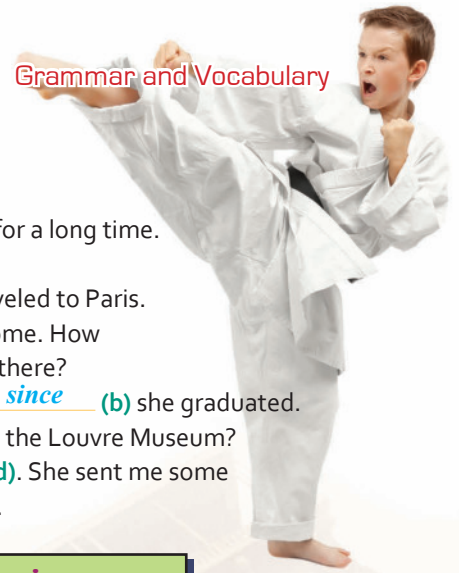 Grammar and Vocabulary
for a long time.
veled to Paris.
ome. How
there?
since (b) she graduated.
the Louvre Museum?
d). She sent me some